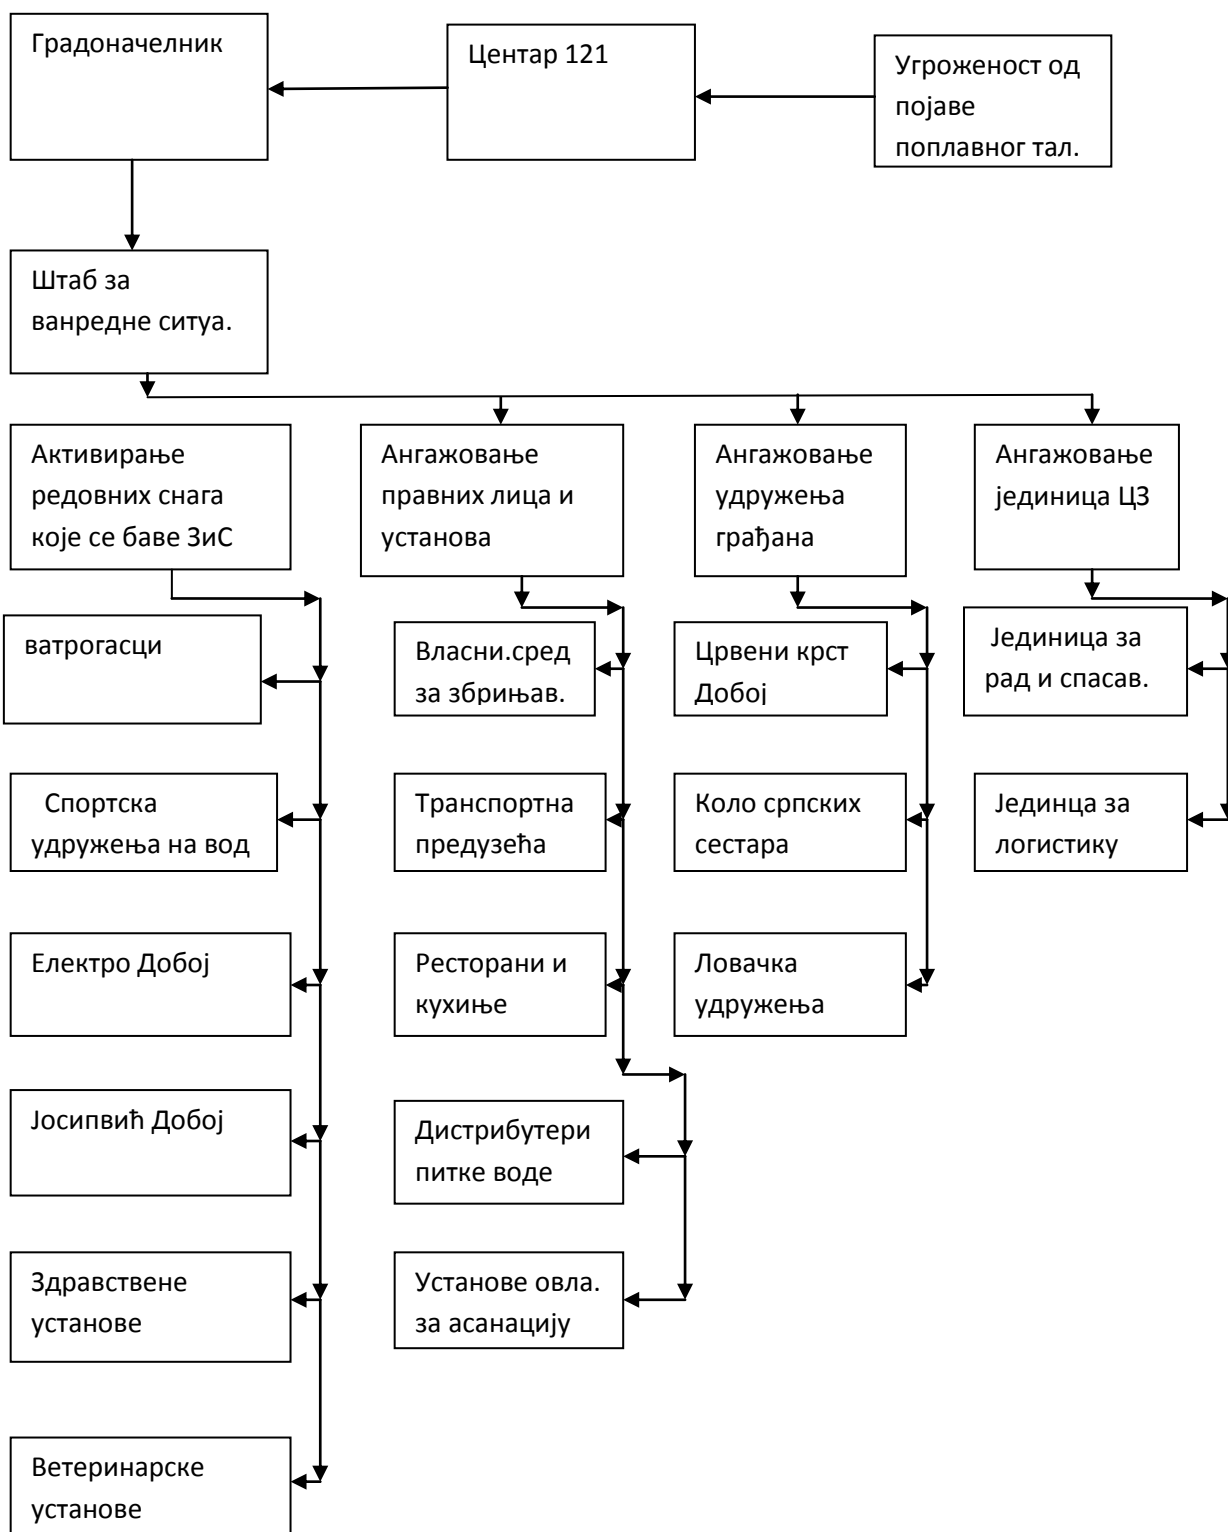 Градоначелник
Центар 121
Угроженост од
појаве
поплавног тал.
Штаб за
ванредне ситуа.
Активирање
редовних снага
које се баве ЗиС
Ангажовање
правних лица и
установа
Ангажовање
удружења
грађана
Ангажовање
јединица ЦЗ
ватрогасци
Спортска
удружења на вод
Електро Добој
Јосипвић Добој
Здравствене
установе
Ветеринарске
установе
Власни.сред
за збрињав.
Транспортна
предузећа
Ресторани и
кухиње
Дистрибутери
питке воде
Установе овла.
за асанацију
Црвени крст
Добој
Коло српских
сестара
Ловачка
удружења
Јединица за
рад и спасав.
Јединца за
логистику